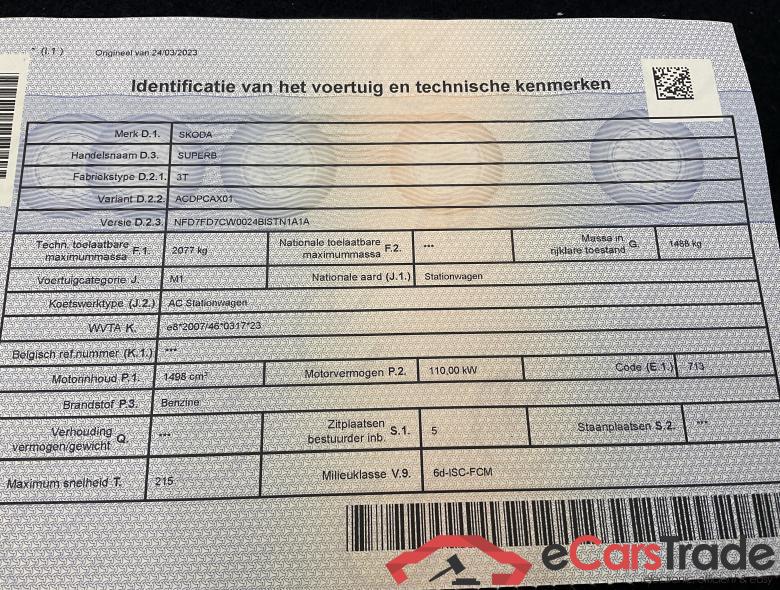 * (I.1) Origineel van 24/03/2023
Identificatie van het voertuig en technische kenmerken
Merk D.1. SKODA
Handelsnaam D.3. SUPERB
Fabriekstype D.2.1. 3T
Variant D.2.2. ACDPCAX01
Versie D.2.3. NFD7FD7CW0024BISTN1A1A
Techn. toelaatbare maximummassa F.1. 2077 kg Nationale toelaatbare maximummassa F.2. *** Massa in rijklare toestand G. 1468 kg
Voertuigcategorie J. M1 Nationale aard (J.1.) Stationwagen
Koetswerktype (J.2.) AC Stationwagen
WVTA K. e8*2007/46*0317*23
Belgisch ref.nummer (K.1.) ***
Motorinhoud P.1. 1498 cm³ Motorvermogen P.2. 110,00 kW Code (E.1.) 713
Brandstof P.3. Benzine
Verhouding vermogen/gewicht Q. *** Zitplaatsen bestuurder inb. S.1. 5 Staanplaatsen S.2. ***
Maximum snelheid T. 215 Milieuklasse V.9. 6d-ISC-FCM
eCarsTrade